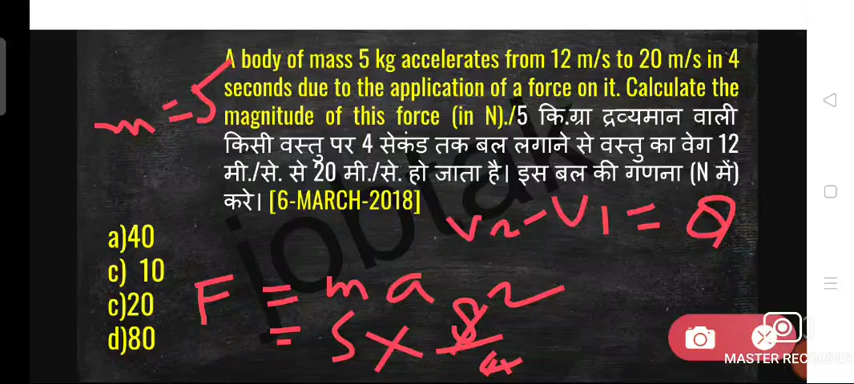 A body of mass 5 kg accelerates from 12 m/s to 20 m/s in 4
seconds due to the application of a force on it. Calculate the
magnitude of this force (in N)./5 कि.ग्रा द्रव्यमान वाली
किसी वस्तु पर 4 सेकंड तक बल लगाने से वस्तु का वेग 12
मी./से. से 20 मी./से. हो जाता है। इस बल की गणना (N में)
करे। [6-MARCH-2018]
m = 5
V2 - V1 =
a)40
c) 10
c)20
d)80
F = ma
= 5 × 8 2
4
jobtak
MASTER RECORDER